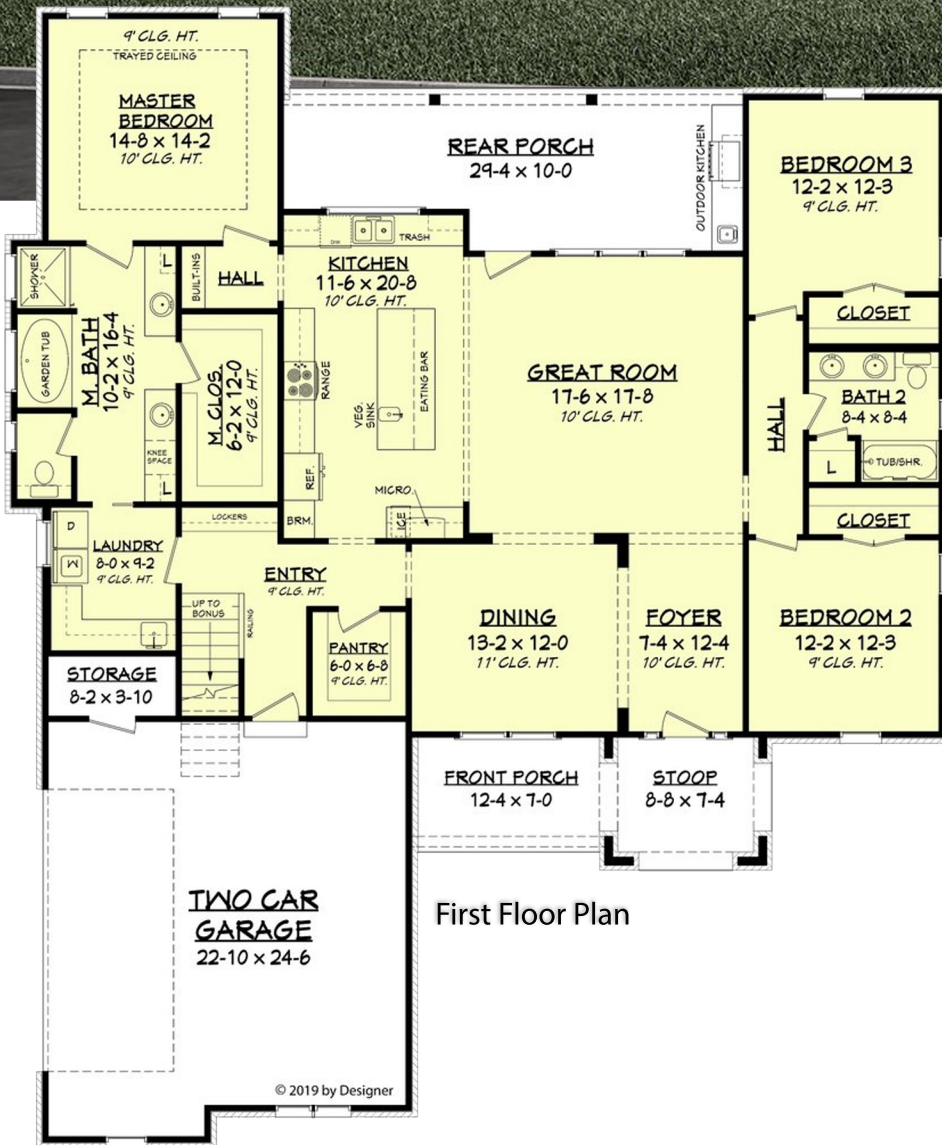 9' CLG. HT.
TRAYED CEILING
MASTER
BEDROOM
14-8 x 14-2
10' CLG. HT.
REAR PORCH
29-4 x 10-0
OUTDOOR KITCHEN
BEDROOM 3
12-2 x 12-3
9' CLG. HT.
SHOWER
L
BUILT-INS
HALL
DW
TRASH
KITCHEN
11-6 x 20-8
10' CLG. HT.
CLOSET
GARDEN TUB
M. BATH
10-2 x 16-4
9' CLG. HT.
M. CLOS.
6-2 x 12-0
9' CLG. HT.
RANGE
VEG.
SINK
EATING BAR
GREAT ROOM
17-6 x 17-8
10' CLG. HT.
HALL
BATH 2
8-4 x 8-4
L
TUB/SHR.
KNEE
SPACE
L
REF.
MICRO.
ICE
BRM.
LOCKERS
CLOSET
D
W
LAUNDRY
8-0 x 9-2
9' CLG. HT.
ENTRY
9' CLG. HT.
UP TO
BONUS
RAILING
PANTRY
6-0 x 6-8
9' CLG. HT.
DINING
13-2 x 12-0
11' CLG. HT.
FOYER
7-4 x 12-4
10' CLG. HT.
BEDROOM 2
12-2 x 12-3
9' CLG. HT.
STORAGE
8-2 x 3-10
FRONT PORCH
12-4 x 7-0
STOOP
8-8 x 7-4
TWO CAR
GARAGE
22-10 x 24-6
First Floor Plan
© 2019 by Designer